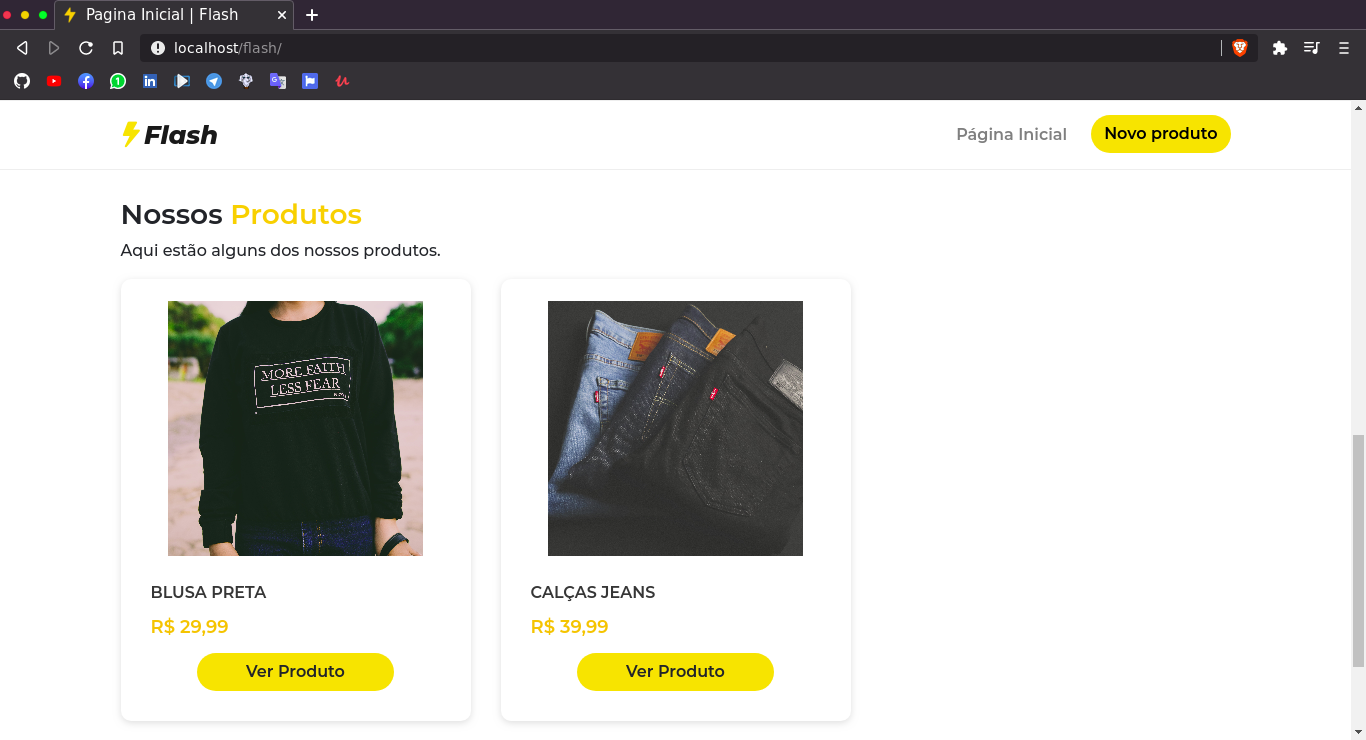 Pagina Inicial | Flash
localhost/flash/
Flash
Página Inicial
Novo produto
Nossos Produtos
Aqui estão alguns dos nossos produtos.
MORE FAITH
LESS FEAR
BLUSA PRETA
R$ 29,99
Ver Produto
CALÇAS JEANS
R$ 39,99
Ver Produto